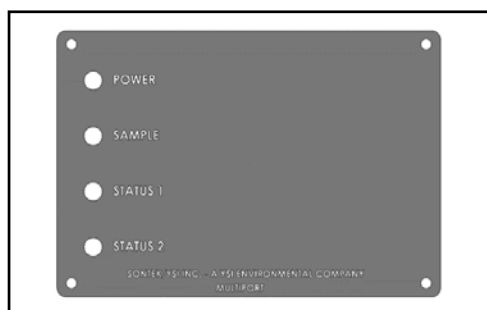 POWER
SAMPLE
STATUS 1
STATUS 2
SONTEK/YSI INC. - A YSI ENVIRONMENTAL COMPANY
MULTIPORT